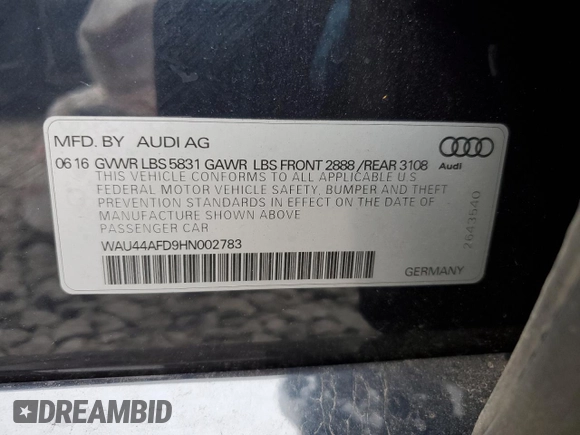 MFD. BY AUDI AG
06 16 GVWR LBS 5831 GAWR LBS FRONT 2888 /REAR 3108
THIS VEHICLE CONFORMS TO ALL APPLICABLE U.S
FEDERAL MOTOR VEHICLE SAFETY, BUMPER AND THEFT
PREVENTION STANDARDS IN EFFECT ON THE DATE OF
MANUFACTURE SHOWN ABOVE
PASSENGER CAR
WAU44AFD9HN002783
GERMANY
Audi
2643540
DREAMBID